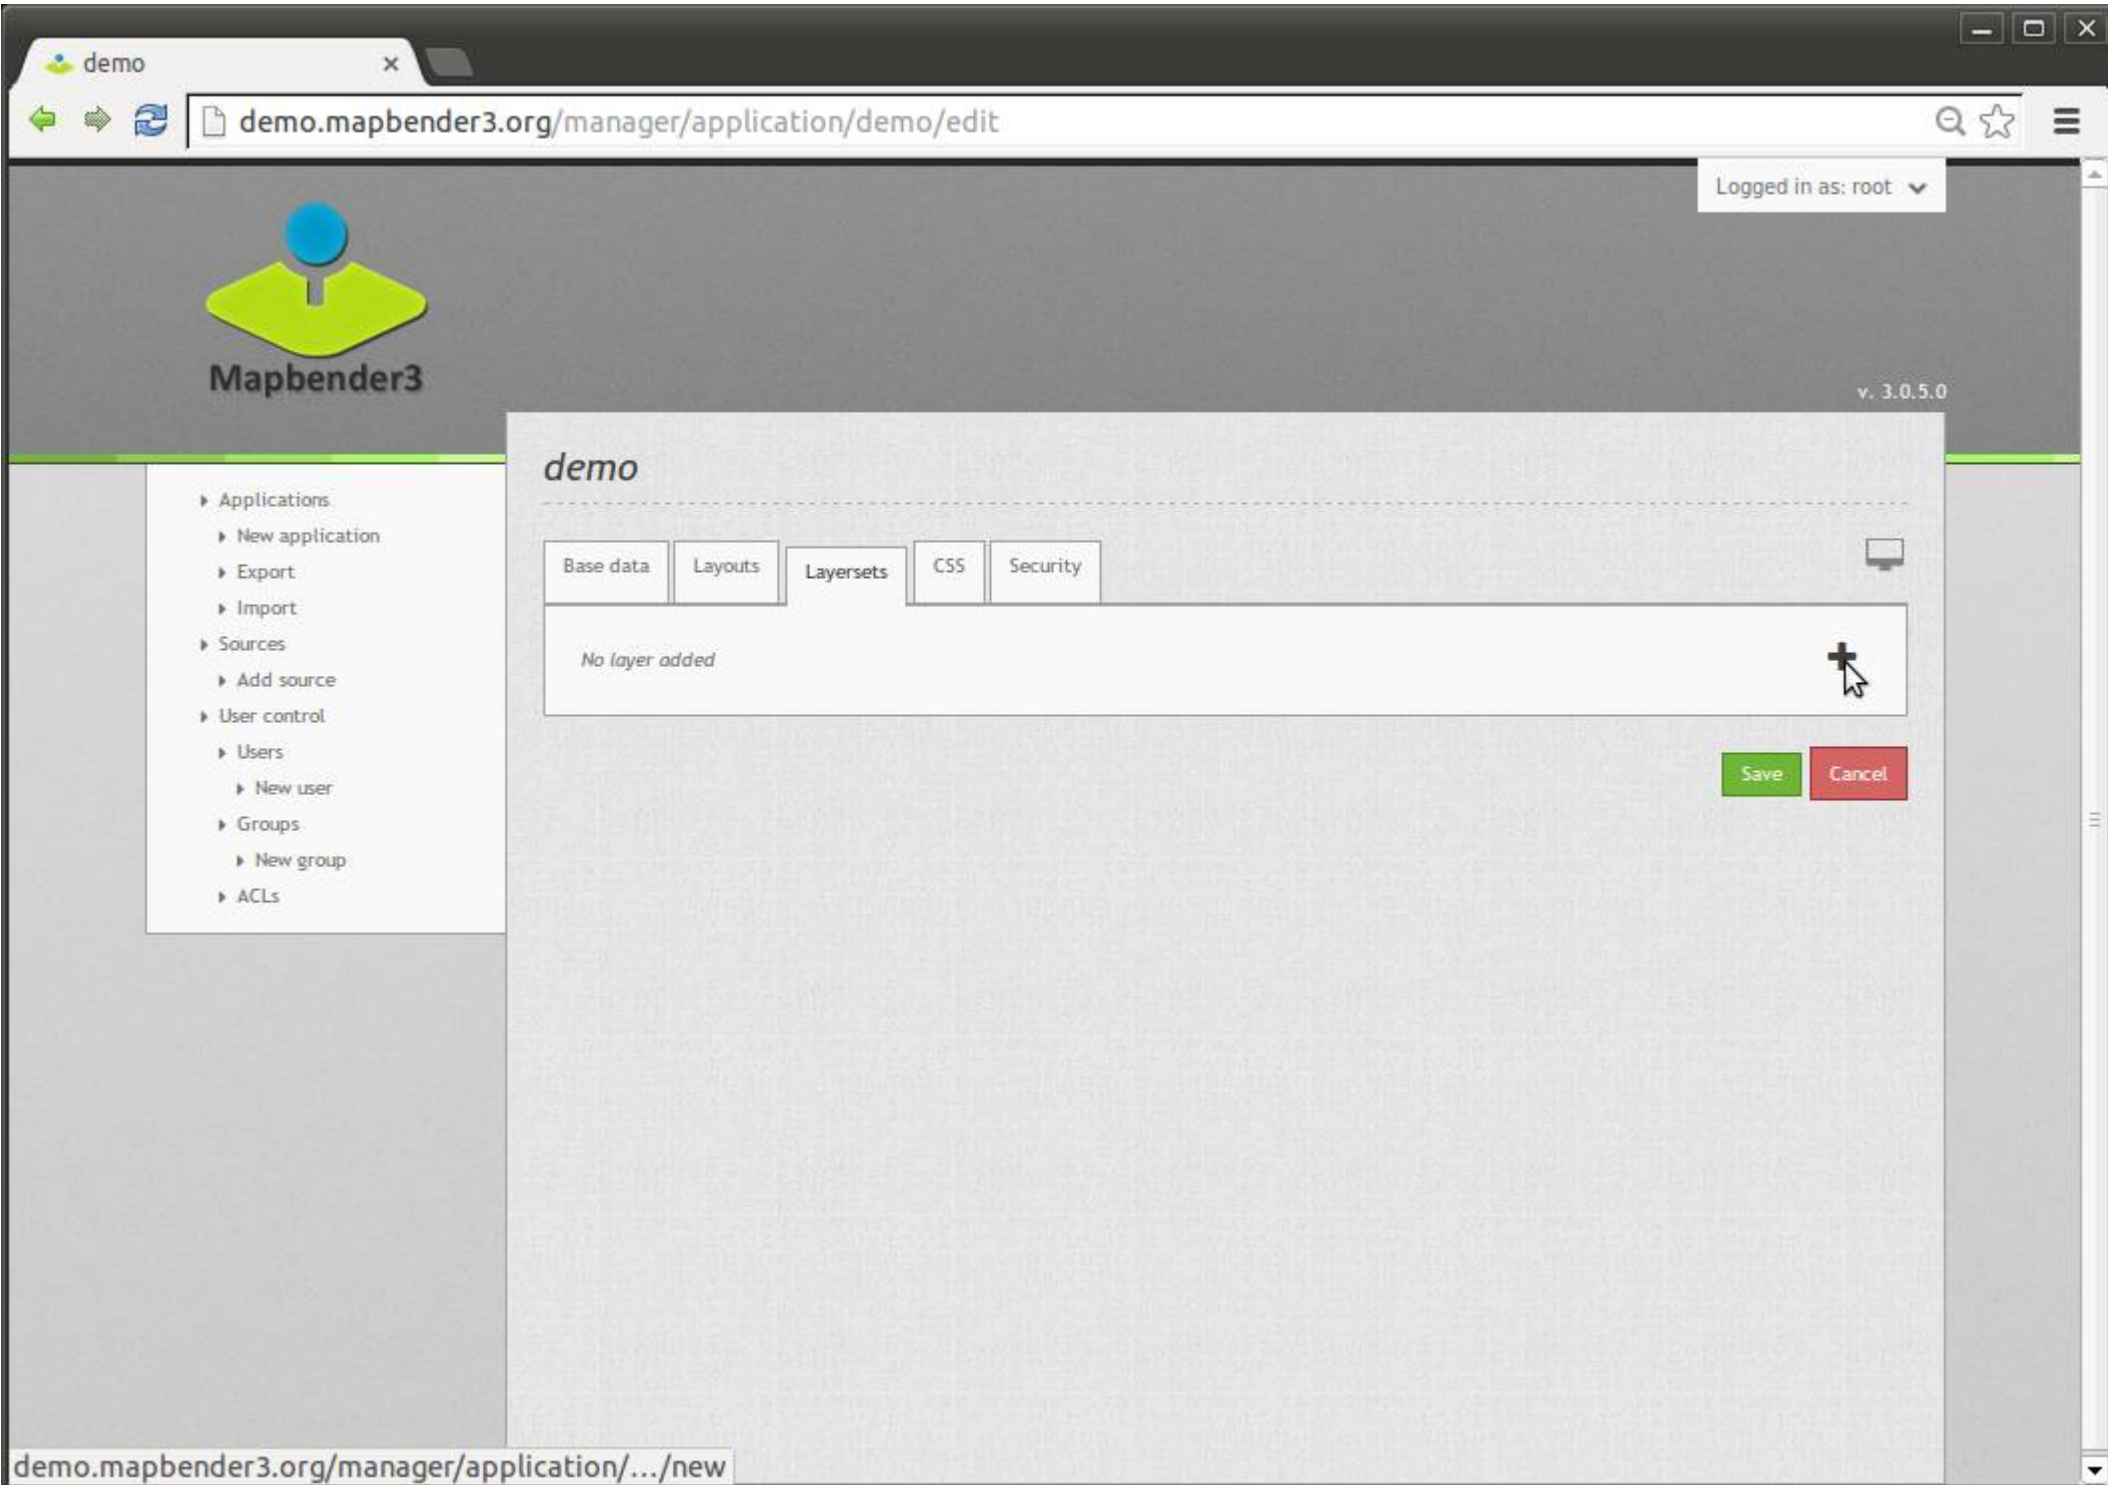 demo
demo.mapbender3.org/manager/application/demo/edit
Logged in as: root
Mapbender3
v. 3.0.5.0
Applications
New application
Export
Import
Sources
Add source
User control
Users
New user
Groups
New group
ACLs
demo
Base data Layouts Layersets CSS Security
No layer added
Save Cancel
demo.mapbender3.org/manager/application/.../new